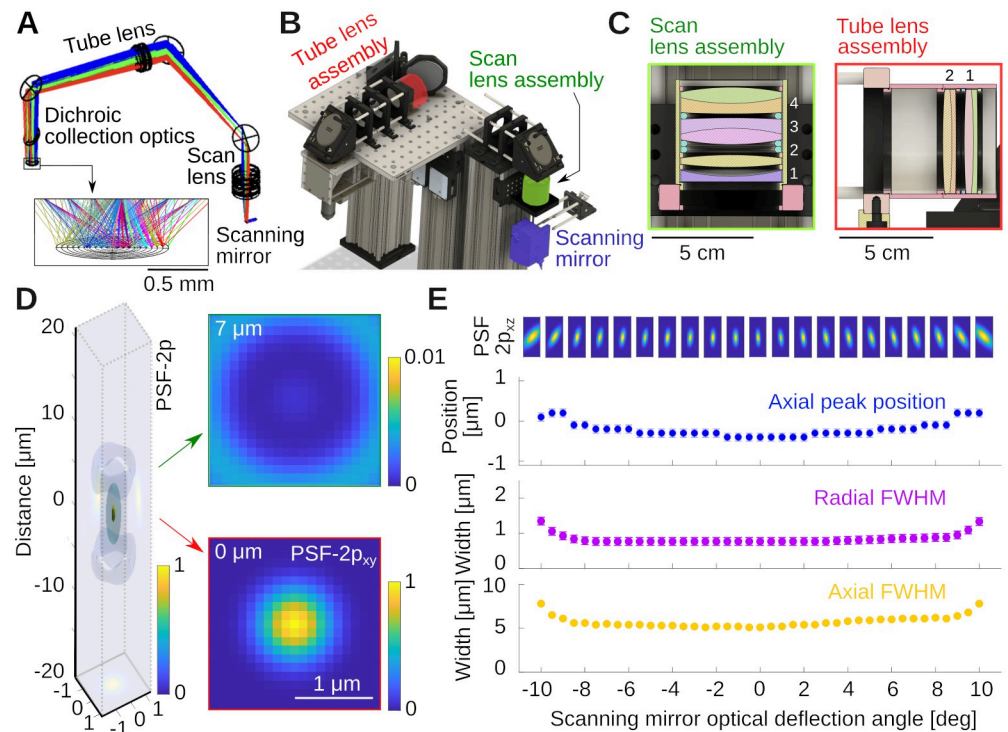 A
Tube lens
Dichroic
collection optics
Scan
lens
Scanning
mirror
0.5 mm
B
Tube lens
assembly
Scan
lens assembly
Scanning
mirror
C
Scan
lens assembly
4
3
2
1
5 cm
Tube lens
assembly
2 1
5 cm
D
20
10
0
-10
-20
Distance [µm]
PSF-2p
-1
0
1
-1
0
1
1
0
7 µm
0.01
0
0 µm
PSF-2pxy
1 µm
1
0
E
PSF
2pxz
1
0
-1
Position
[µm]
Axial peak position
2
1
0
Width [µm]
Radial FWHM
10
5
0
Width [µm]
Axial FWHM
-10 -8 -6 -4 -2 0 2 4 6 8 10
Scanning mirror optical deflection angle [deg]